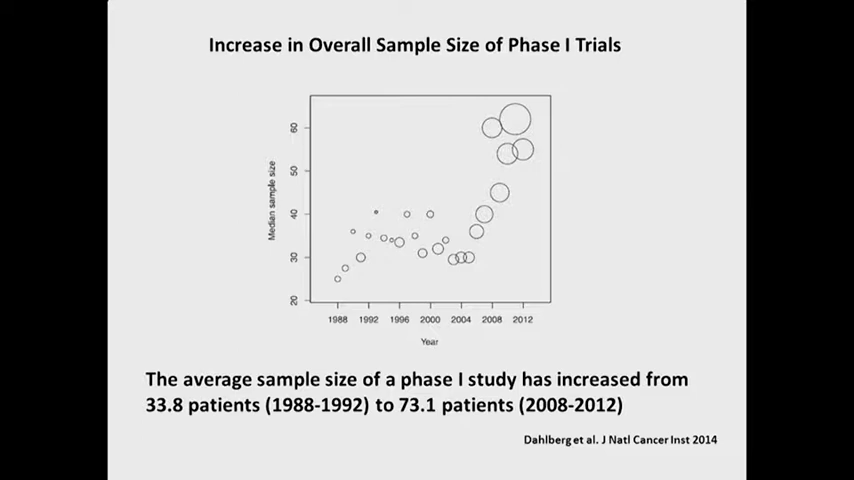 Increase in Overall Sample Size of Phase I Trials
Median sample size
60
50
40
30
20
1988 1992 1996 2000 2004 2008 2012
Year
The average sample size of a phase I study has increased from
33.8 patients (1988-1992) to 73.1 patients (2008-2012)
Dahlberg et al. J Natl Cancer Inst 2014